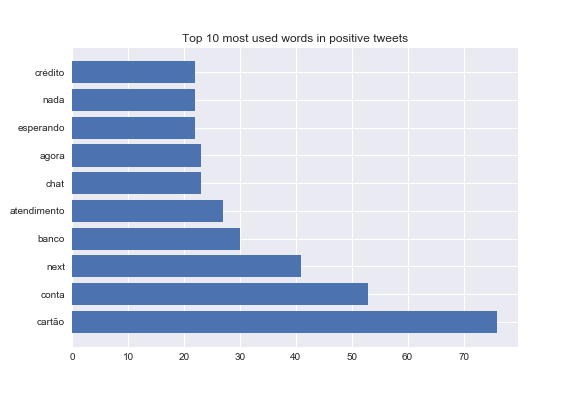 Top 10 most used words in positive tweets
crédito
nada
esperando
agora
chat
atendimento
banco
next
conta
cartão
0 10 20 30 40 50 60 70